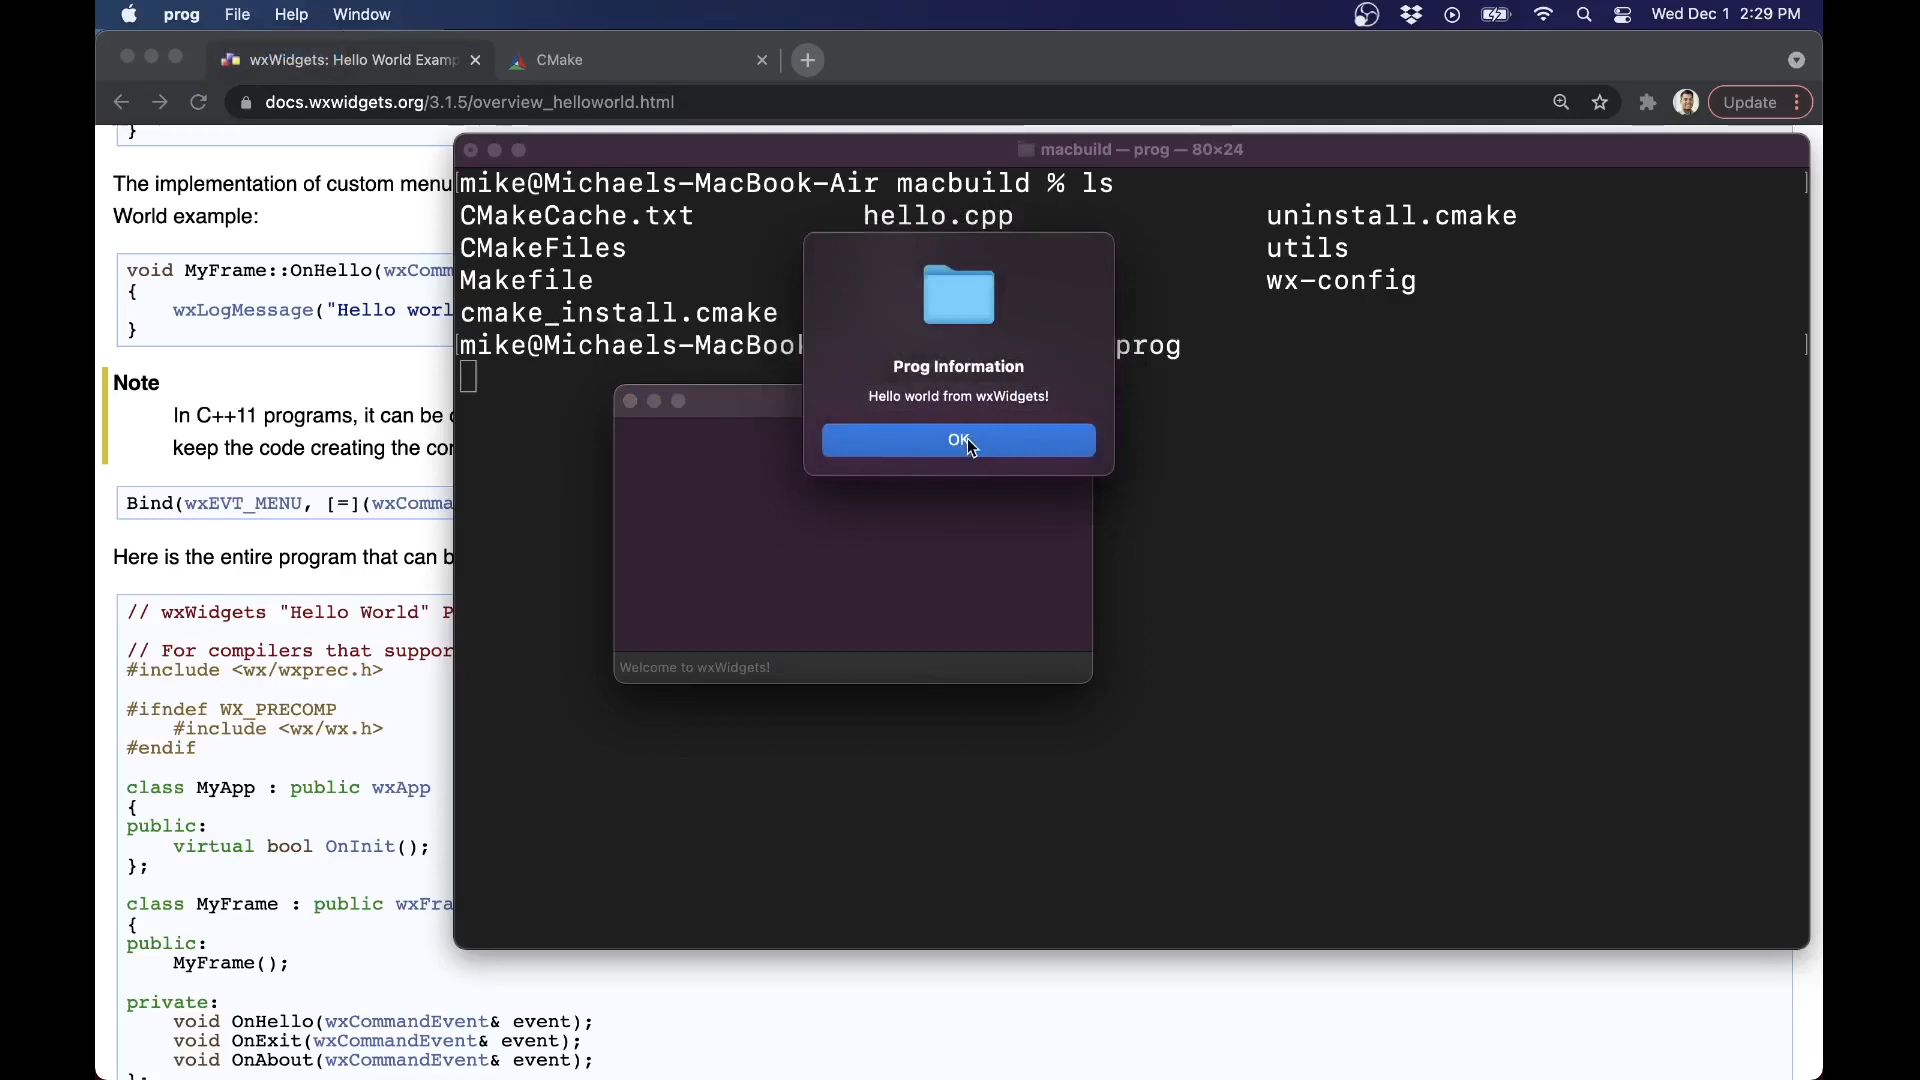 prog File Help Window Wed Dec 1 2:29 PM
wxWidgets: Hello World Examp CMake
docs.wxwidgets.org/3.1.5/overview_helloworld.html Update
}
The implementation of custom menu
World example:
void MyFrame::OnHello(wxComm
{
wxLogMessage("Hello worl
}
Note
In C++11 programs, it can be
keep the code creating the
Bind(wxEVT_MENU, [=](wxComma
Here is the entire program that can b
// wxWidgets "Hello World" P
// For compilers that suppor
#include <wx/wxprec.h>
#ifndef WX_PRECOMP
#include <wx/wx.h>
#endif
class MyApp : public wxApp
{
public:
virtual bool OnInit();
};
class MyFrame : public wxFra
{
public:
MyFrame();
private:
void OnHello(wxCommandEvent& event);
void OnExit(wxCommandEvent& event);
void OnAbout(wxCommandEvent& event);
macbuild — prog — 80×24
mike@Michaels-MacBook-Air macbuild % ls
CMakeCache.txt hello.cpp uninstall.cmake
CMakeFiles utils
Makefile wx-config
cmake_install.cmake
mike@Michaels-MacBook prog
Prog Information
Hello world from wxWidgets!
OK
Welcome to wxWidgets!